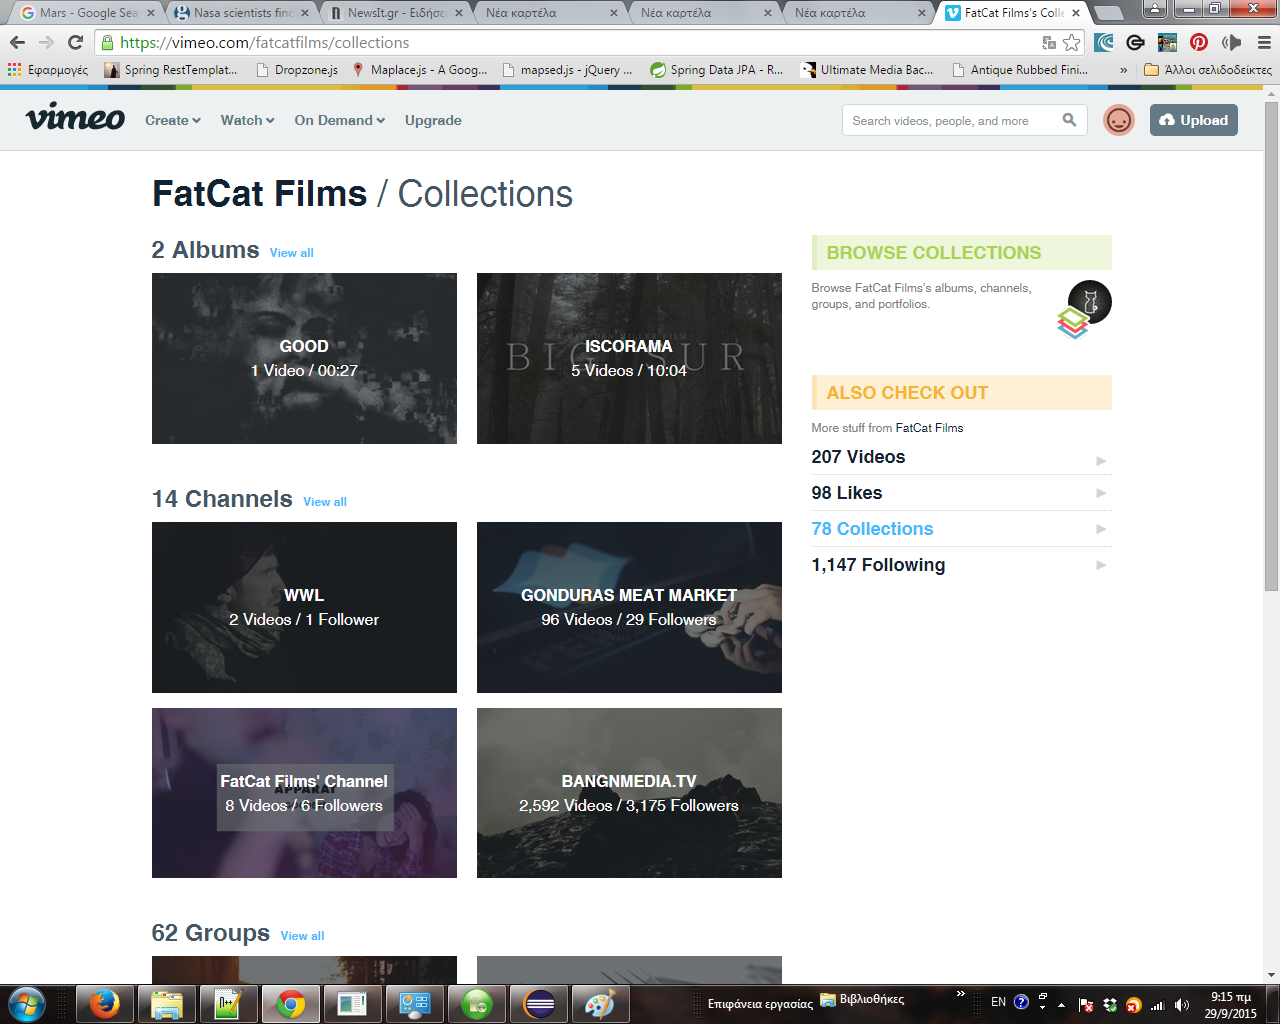 Mars - Google Sea
Nasa scientists find
NewsIt.gr - Ειδήσει
Νέα καρτέλα
Νέα καρτέλα
Νέα καρτέλα
FatCat Films's Colle
https://vimeo.com/fatcatfilms/collections
Εφαρμογές
Spring RestTemplat...
Dropzone.js
Maplace.js - A Goog...
mapsed.js - jQuery ...
Spring Data JPA - R...
Ultimate Media Bac...
Antique Rubbed Fini...
»
Άλλοι σελιδοδείκτες
vimeo
Create
Watch
On Demand
Upgrade
Search videos, people, and more
Upload
FatCat Films / Collections
2 Albums View all
GOOD
1 Video / 00:27
BIG SUR
ISCORAMA
5 Videos / 10:04
14 Channels View all
WWL
2 Videos / 1 Follower
GONDURAS MEAT MARKET
96 Videos / 29 Followers
FatCat Films' Channel
APPARAT
8 Videos / 6 Followers
BANGNMEDIA.TV
2,592 Videos / 3,175 Followers
62 Groups View all
BROWSE COLLECTIONS
Browse FatCat Films's albums, channels,
groups, and portfolios.
ALSO CHECK OUT
More stuff from FatCat Films
207 Videos
98 Likes
78 Collections
1,147 Following
Επιφάνεια εργασίας
Βιβλιοθήκες
»
EN
9:15 πμ
29/9/2015